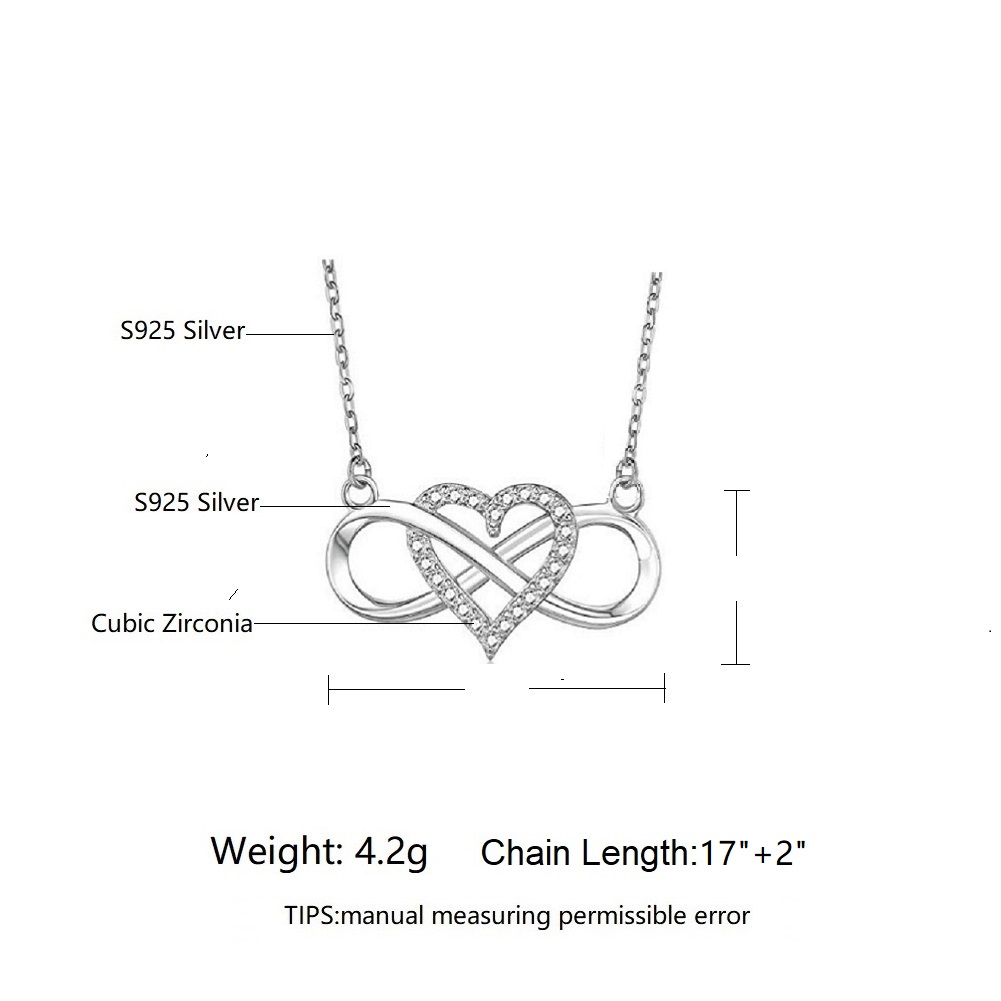 S925 Silver
S925 Silver
Cubic Zirconia
Weight: 4.2g
Chain Length:17"+2"
TIPS:manual measuring permissible error